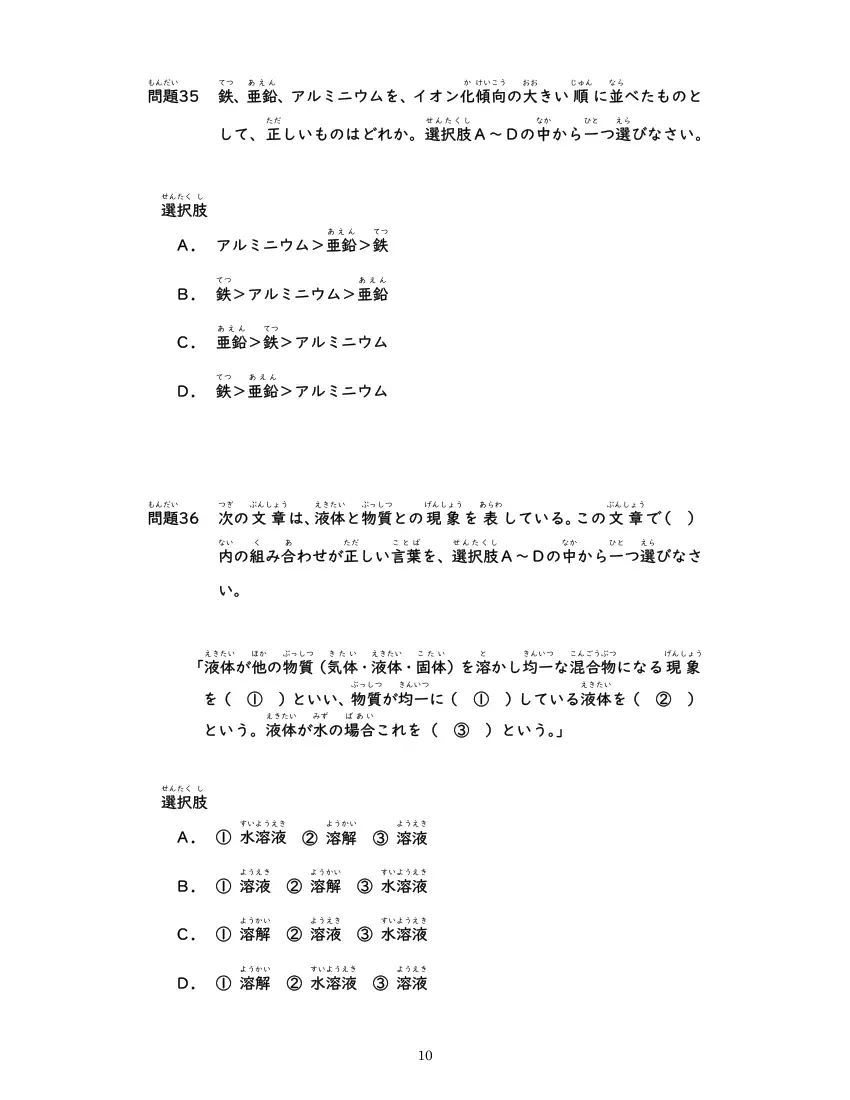 問題35 鉄、亜鉛、アルミニウムを、イオン化傾向の大きい順に並べたものと
して、正しいものはどれか。選択肢A~Dの中から一つ選びなさい。
選択肢
A. アルミニウム>亜鉛>鉄
B. 鉄>アルミニウム>亜鉛
C. 亜鉛>鉄>アルミニウム
D. 鉄>亜鉛>アルミニウム
問題36 次の文章は、液体と物質との現象を表している。この文章で( )
内の組み合わせが正しい言葉を、選択肢A~Dの中から一つ選びなさ
い。
「液体が他の物質(気体・液体・固体)を溶かし均一な混合物になる現象
を( ① )といい、物質が均一に( ① )している液体を( ② )
という。液体が水の場合これを( ③ )という。」
選択肢
A. ① 水溶液 ② 溶解 ③ 溶液
B. ① 溶液 ② 溶解 ③ 水溶液
C. ① 溶解 ② 溶液 ③ 水溶液
D. ① 溶解 ② 水溶液 ③ 溶液
10